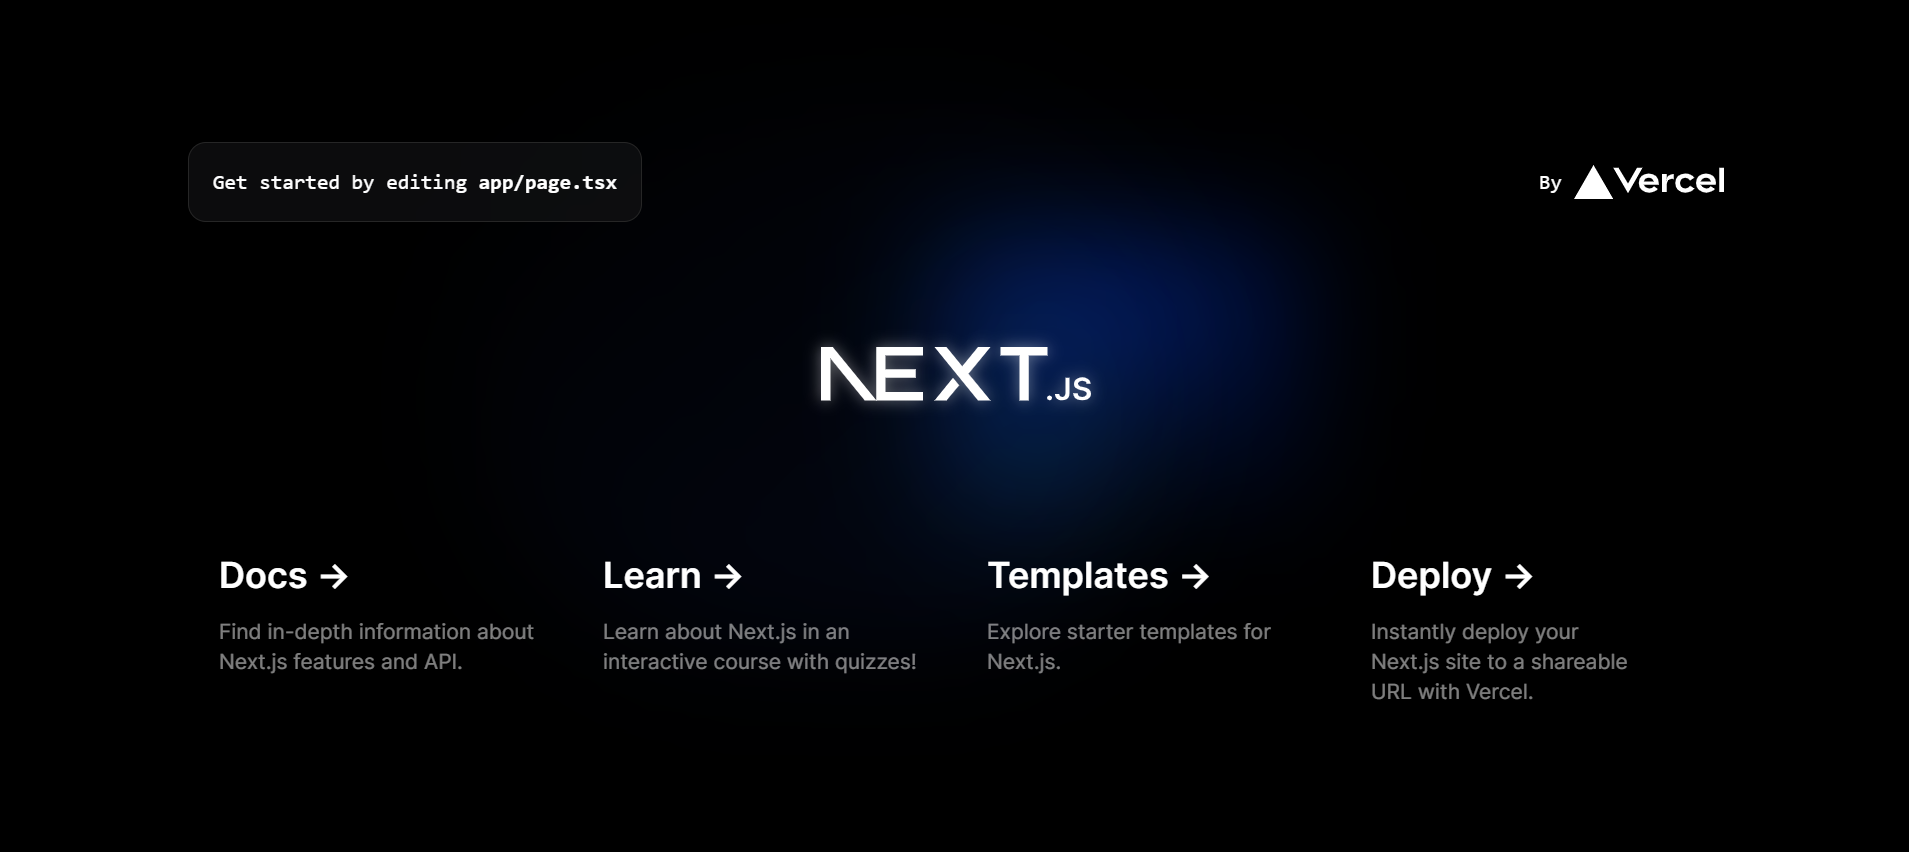 Get started by editing app/page.tsx
By Vercel
NEXT.JS
Docs →
Find in-depth information about
Next.js features and API.
Learn →
Learn about Next.js in an
interactive course with quizzes!
Templates →
Explore starter templates for
Next.js.
Deploy →
Instantly deploy your
Next.js site to a shareable
URL with Vercel.